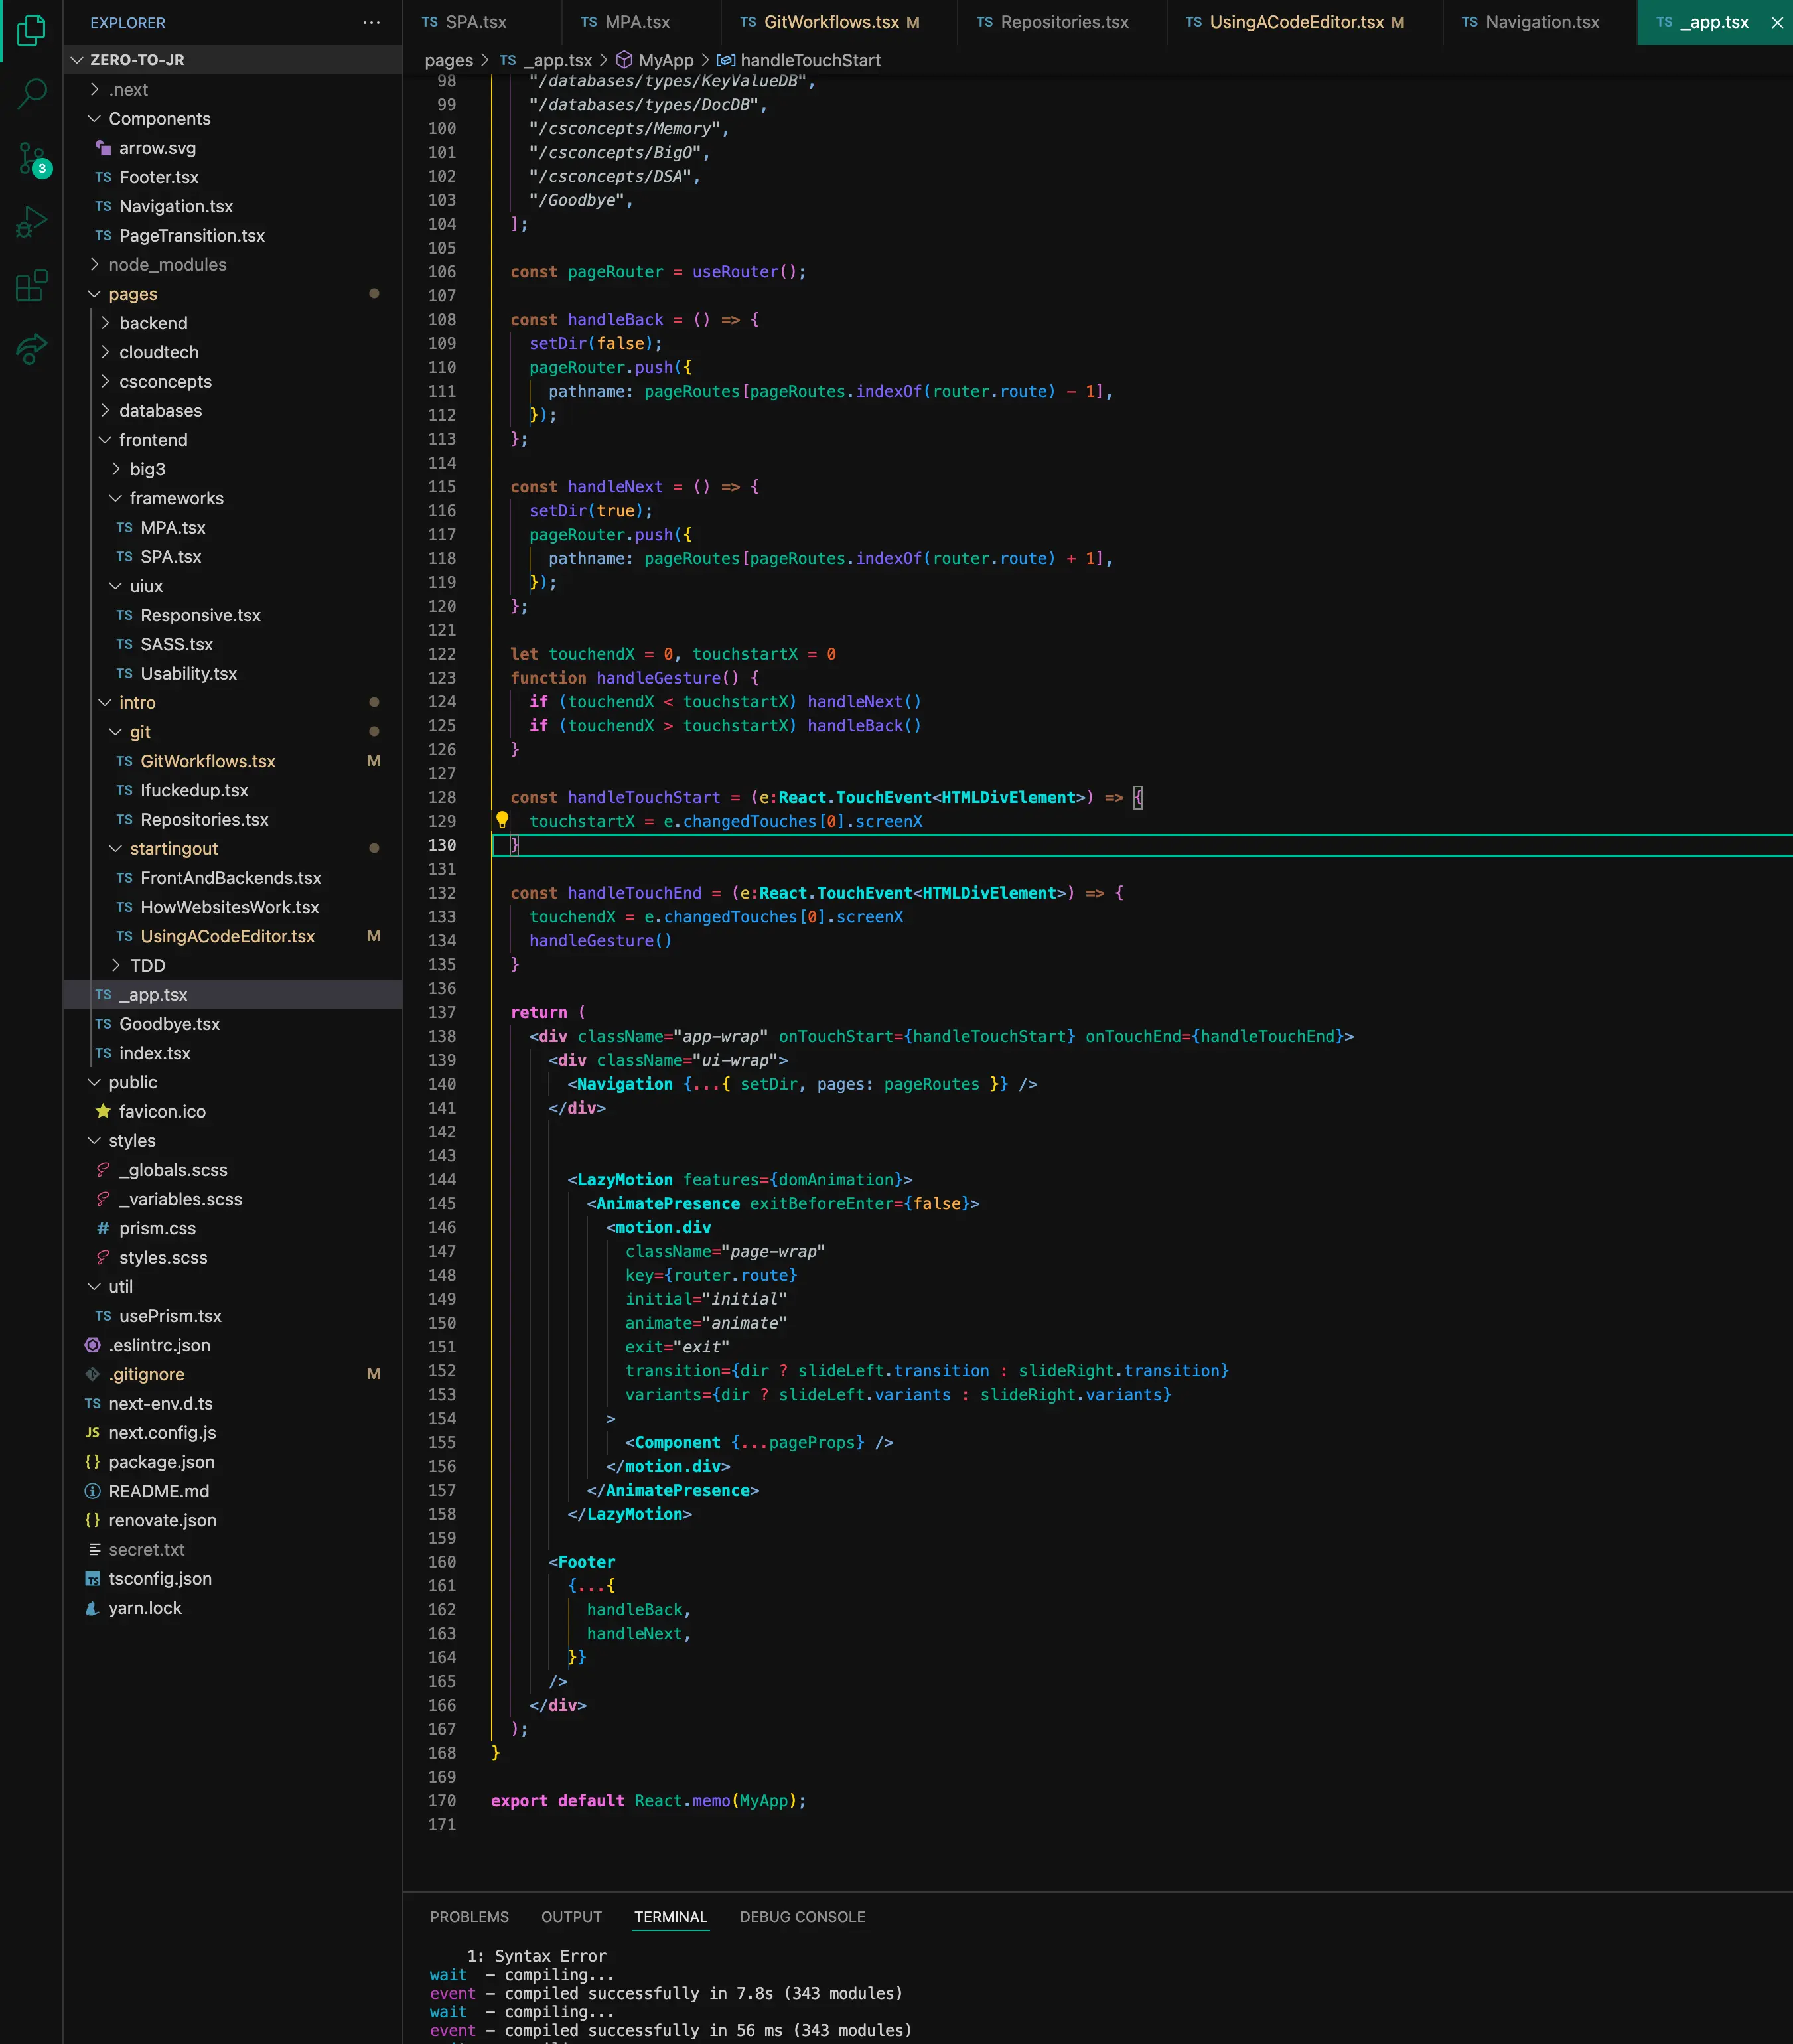 EXPLORER ···
ZERO-TO-JR
.next
Components
arrow.svg
TS Footer.tsx
TS Navigation.tsx
TS PageTransition.tsx
node_modules
pages
backend
cloudtech
csconcepts
databases
frontend
big3
frameworks
TS MPA.tsx
TS SPA.tsx
uiux
TS Responsive.tsx
TS SASS.tsx
TS Usability.tsx
intro
git
TS GitWorkflows.tsx M
TS Ifuckedup.tsx
TS Repositories.tsx
startingout
TS FrontAndBackends.tsx
TS HowWebsitesWork.tsx
TS UsingACodeEditor.tsx M
TDD
TS _app.tsx
TS Goodbye.tsx
TS index.tsx
public
favicon.ico
styles
_globals.scss
_variables.scss
# prism.css
styles.scss
util
TS usePrism.tsx
.eslintrc.json
.gitignore M
TS next-env.d.ts
JS next.config.js
{} package.json
README.md
{} renovate.json
secret.txt
TS tsconfig.json
yarn.lock
3
TS SPA.tsx TS MPA.tsx TS GitWorkflows.tsx M TS Repositories.tsx TS UsingACodeEditor.tsx M TS Navigation.tsx TS _app.tsx
pages > TS _app.tsx > MyApp > handleTouchStart
98 "/databases/types/KeyValueDB",
99 "/databases/types/DocDB",
100 "/csconcepts/Memory",
101 "/csconcepts/BigO",
102 "/csconcepts/DSA",
103 "/Goodbye",
104 ];
105
106 const pageRouter = useRouter();
107
108 const handleBack = () => {
109 setDir(false);
110 pageRouter.push({
111 pathname: pageRoutes[pageRoutes.indexOf(router.route) - 1],
112 });
113 };
114
115 const handleNext = () => {
116 setDir(true);
117 pageRouter.push({
118 pathname: pageRoutes[pageRoutes.indexOf(router.route) + 1],
119 });
120 };
121
122 let touchendX = 0, touchstartX = 0
123 function handleGesture() {
124 if (touchendX < touchstartX) handleNext()
125 if (touchendX > touchstartX) handleBack()
126 }
127
128 const handleTouchStart = (e:React.TouchEvent<HTMLDivElement>) => {
129 touchstartX = e.changedTouches[0].screenX
130 }
131
132 const handleTouchEnd = (e:React.TouchEvent<HTMLDivElement>) => {
133 touchendX = e.changedTouches[0].screenX
134 handleGesture()
135 }
136
137 return (
138 <div className="app-wrap" onTouchStart={handleTouchStart} onTouchEnd={handleTouchEnd}>
139 <div className="ui-wrap">
140 <Navigation {...{ setDir, pages: pageRoutes }} />
141 </div>
142
143
144 <LazyMotion features={domAnimation}>
145 <AnimatePresence exitBeforeEnter={false}>
146 <motion.div
147 className="page-wrap"
148 key={router.route}
149 initial="initial"
150 animate="animate"
151 exit="exit"
152 transition={dir ? slideLeft.transition : slideRight.transition}
153 variants={dir ? slideLeft.variants : slideRight.variants}
154 >
155 <Component {...pageProps} />
156 </motion.div>
157 </AnimatePresence>
158 </LazyMotion>
159
160 <Footer
161 {...{
162 handleBack,
163 handleNext,
164 }}
165 />
166 </div>
167 );
168 }
169
170 export default React.memo(MyApp);
171
PROBLEMS OUTPUT TERMINAL DEBUG CONSOLE
1: Syntax Error
wait - compiling...
event - compiled successfully in 7.8s (343 modules)
wait - compiling...
event - compiled successfully in 56 ms (343 modules)